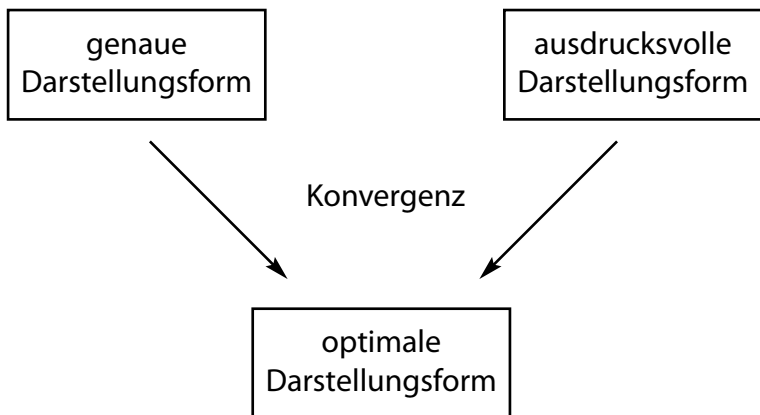 genaue
Darstellungsform
ausdrucksvolle
Darstellungsform
Konvergenz
optimale
Darstellungsform